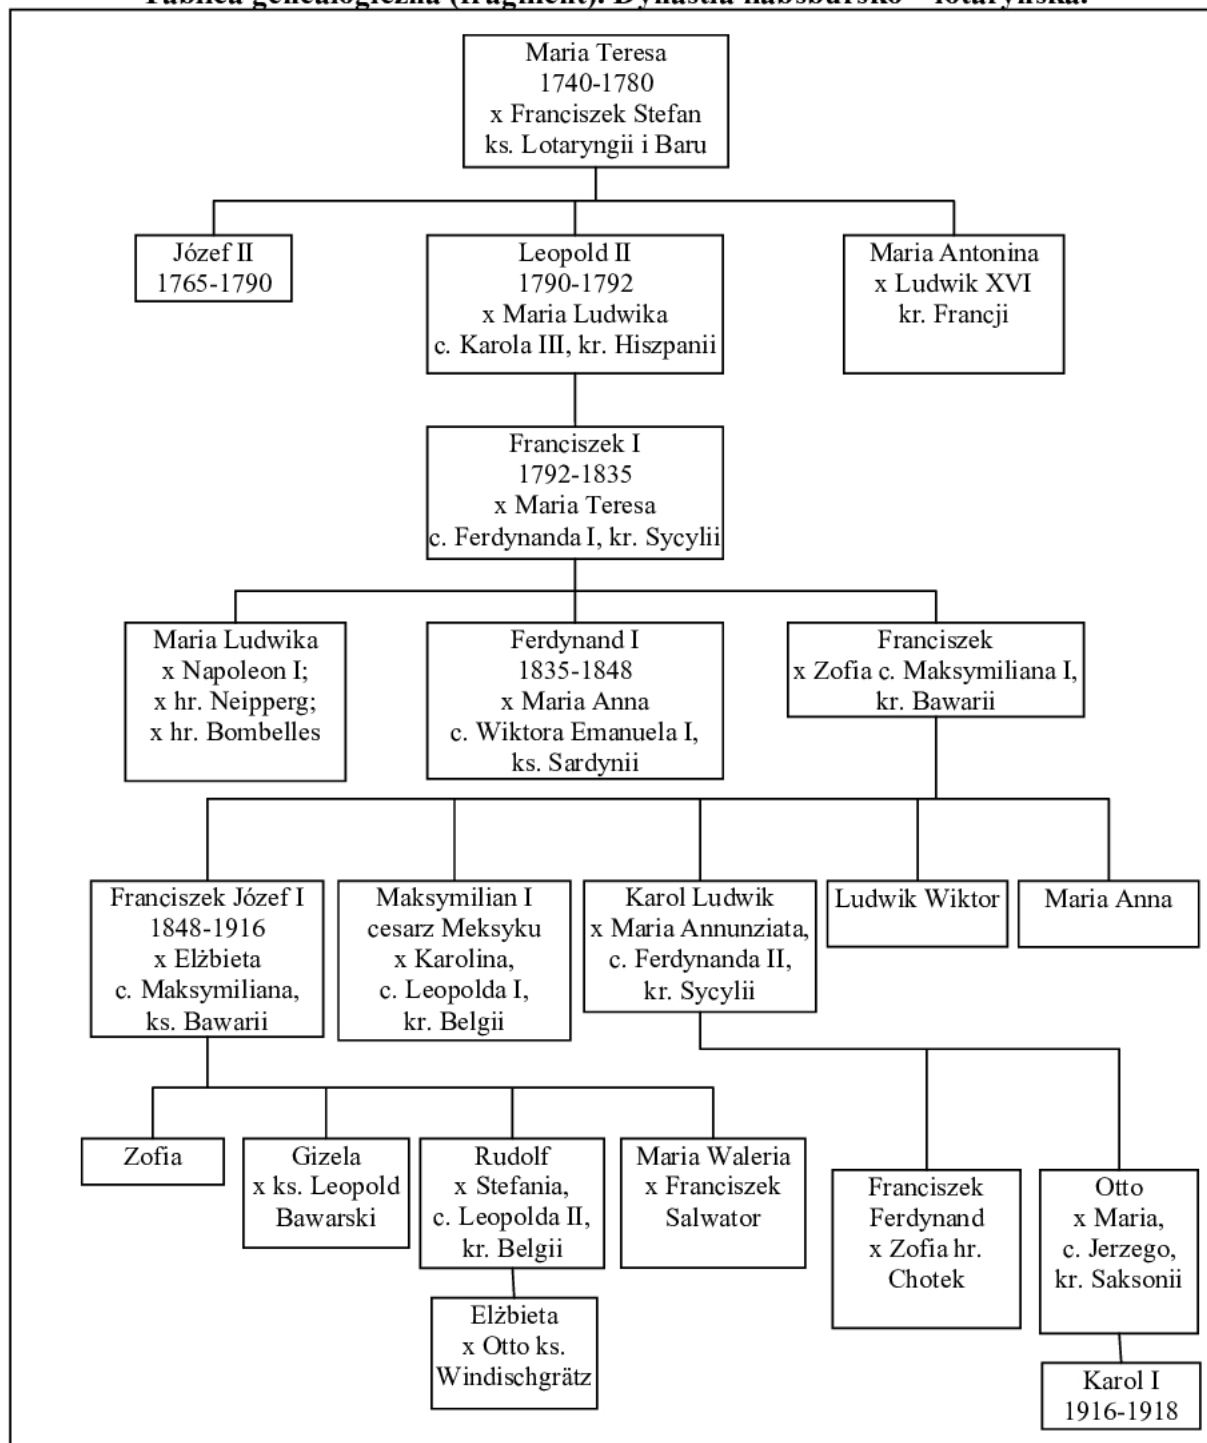 Tablica genealogiczna (fragment). Dynastia habsbursko – lotaryńska.
Maria Teresa
1740-1780
x Franciszek Stefan
ks. Lotaryngii i Baru
Józef II
1765-1790
Leopold II
1790-1792
x Maria Ludwika
c. Karola III, kr. Hiszpanii
Maria Antonina
x Ludwik XVI
kr. Francji
Franciszek I
1792-1835
x Maria Teresa
c. Ferdynanda I, kr. Sycylii
Maria Ludwika
x Napoleon I;
x hr. Neipperg;
x hr. Bombelles
Ferdynand I
1835-1848
x Maria Anna
c. Wiktora Emanuela I,
ks. Sardynii
Franciszek
x Zofia c. Maksymiliana I,
kr. Bawarii
Franciszek Józef I
1848-1916
x Elżbieta
c. Maksymiliana,
ks. Bawarii
Maksymilian I
cesarz Meksyku
x Karolina,
c. Leopolda I,
kr. Belgii
Karol Ludwik
x Maria Annunziata,
c. Ferdynanda II,
kr. Sycylii
Ludwik Wiktor
Maria Anna
Zofia
Gizela
x ks. Leopold
Bawarski
Rudolf
x Stefania,
c. Leopolda II,
kr. Belgii
Maria Waleria
x Franciszek
Salwator
Franciszek
Ferdynand
x Zofia hr.
Chotek
Otto
x Maria,
c. Jerzego,
kr. Saksonii
Elżbieta
x Otto ks.
Windischgrätz
Karol I
1916-1918